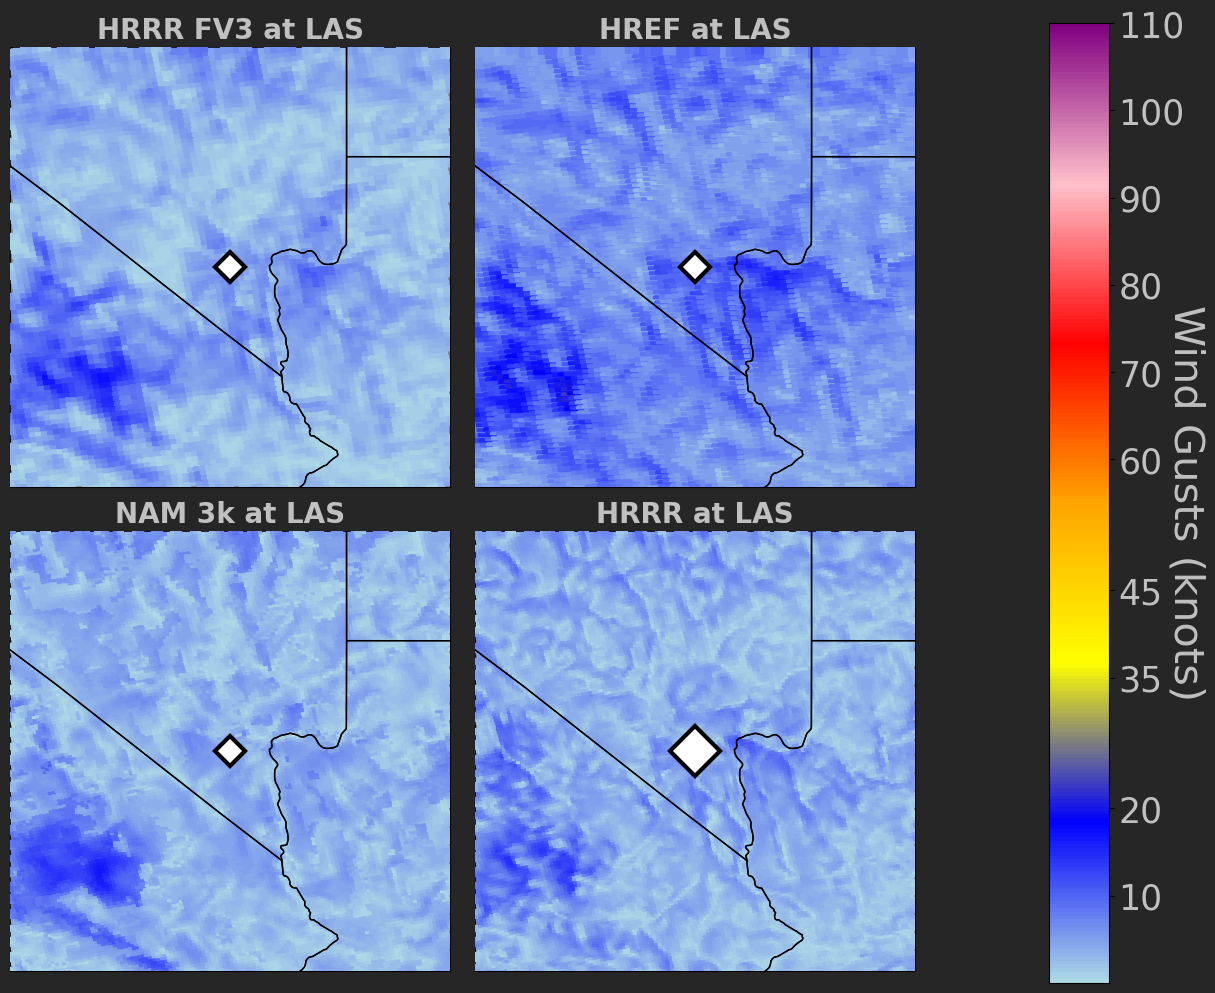 HRRR FV3 at LAS
HREF at LAS
NAM 3k at LAS
HRRR at LAS
110
100
90
80
70
60
45
35
20
10
Wind Gusts (knots)